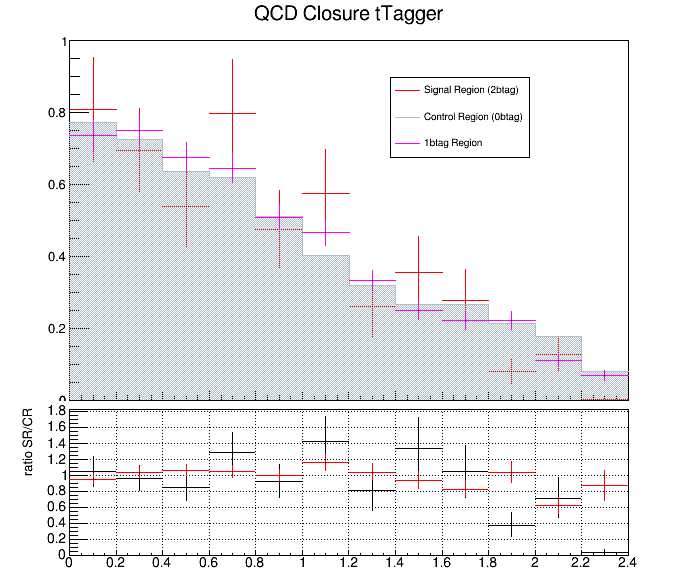 QCD Closure tTagger
1
0.8
0.6
0.4
0.2
0
Signal Region (2btag)
Control Region (0btag)
1btag Region
ratio SR/CR
1.8
1.6
1.4
1.2
1
0.8
0.6
0.4
0.2
0
0 0.2 0.4 0.6 0.8 1 1.2 1.4 1.6 1.8 2 2.2 2.4